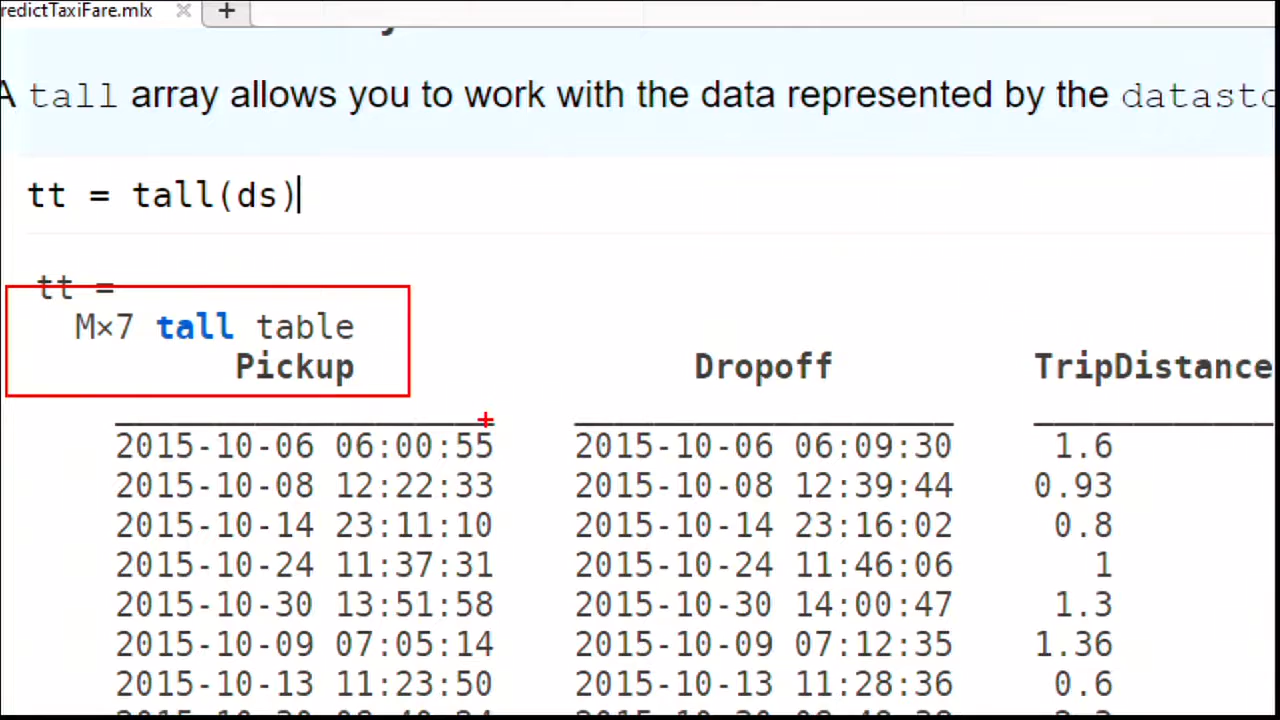 redictTaxiFare.mlx × +
A tall array allows you to work with the data represented by the datasto
tt = tall(ds)
tt =
M×7 tall table
Pickup Dropoff TripDistance
2015-10-06 06:00:55 2015-10-06 06:09:30 1.6
2015-10-08 12:22:33 2015-10-08 12:39:44 0.93
2015-10-14 23:11:10 2015-10-14 23:16:02 0.8
2015-10-24 11:37:31 2015-10-24 11:46:06 1
2015-10-30 13:51:58 2015-10-30 14:00:47 1.3
2015-10-09 07:05:14 2015-10-09 07:12:35 1.36
2015-10-13 11:23:50 2015-10-13 11:28:36 0.6